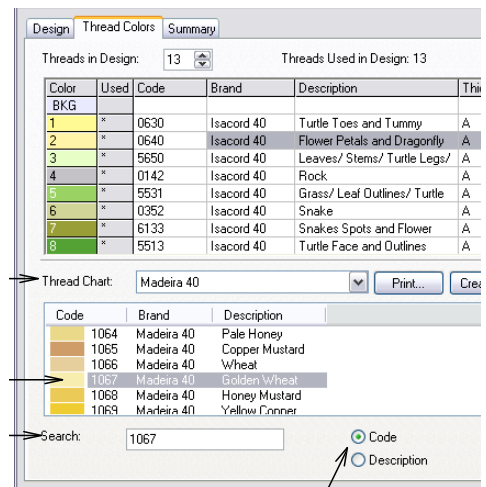 Design Thread Colors Summary
Threads in Design: 13 Threads Used in Design: 13
Color Used Code Brand Description Thi
BKG
1 * 0630 Isacord 40 Turtle Toes and Tummy A
2 * 0640 Isacord 40 Flower Petals and Dragonfly A
3 * 5650 Isacord 40 Leaves/ Stems/ Turtle Legs/ A
4 * 0142 Isacord 40 Rock A
5 * 5531 Isacord 40 Grass/ Leaf Outlines/ Turtle A
6 * 0352 Isacord 40 Snake A
7 * 6133 Isacord 40 Snakes Spots and Flower A
8 * 5513 Isacord 40 Turtle Face and Outlines A
Thread Chart: Madeira 40 Print... Crea
Code Brand Description
1064 Madeira 40 Pale Honey
1065 Madeira 40 Copper Mustard
1066 Madeira 40 Wheat
1067 Madeira 40 Golden Wheat
1068 Madeira 40 Honey Mustard
1069 Madeira 40 Yellow Copper
Search: 1067 Code
Description